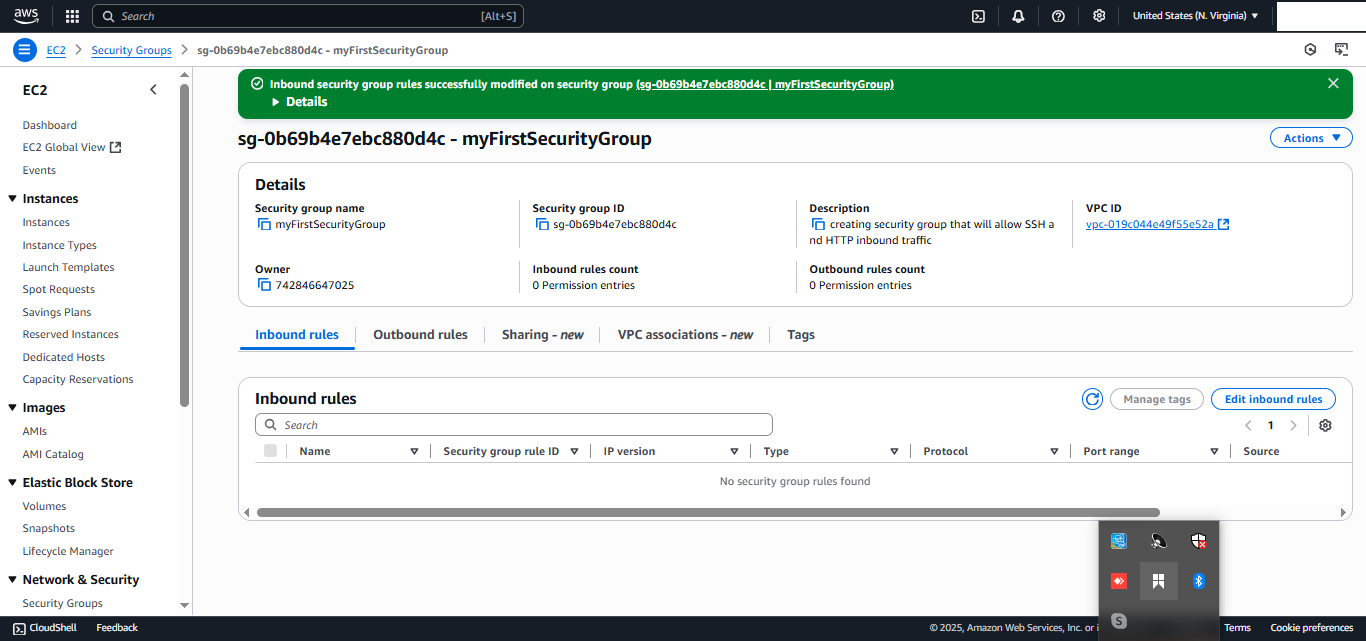 aws
Search [Alt+S]
United States (N. Virginia)
EC2 > Security Groups > sg-0b69b4e7ebc880d4c - myFirstSecurityGroup
EC2
Dashboard
EC2 Global View
Events
Instances
Instances
Instance Types
Launch Templates
Spot Requests
Savings Plans
Reserved Instances
Dedicated Hosts
Capacity Reservations
Images
AMIs
AMI Catalog
Elastic Block Store
Volumes
Snapshots
Lifecycle Manager
Network & Security
Security Groups
Inbound security group rules successfully modified on security group (sg-0b69b4e7ebc880d4c | myFirstSecurityGroup)
Details
sg-0b69b4e7ebc880d4c - myFirstSecurityGroup
Actions
Details
Security group name
myFirstSecurityGroup
Security group ID
sg-0b69b4e7ebc880d4c
Description
creating security group that will allow SSH a
nd HTTP inbound traffic
VPC ID
vpc-019c044e49f55e52a
Owner
742846647025
Inbound rules count
0 Permission entries
Outbound rules count
0 Permission entries
Inbound rules Outbound rules Sharing - new VPC associations - new Tags
Inbound rules
Manage tags Edit inbound rules
Search
1
Name Security group rule ID IP version Type Protocol Port range Source
No security group rules found
S
CloudShell Feedback © 2025, Amazon Web Services, Inc. or Terms Cookie preferences